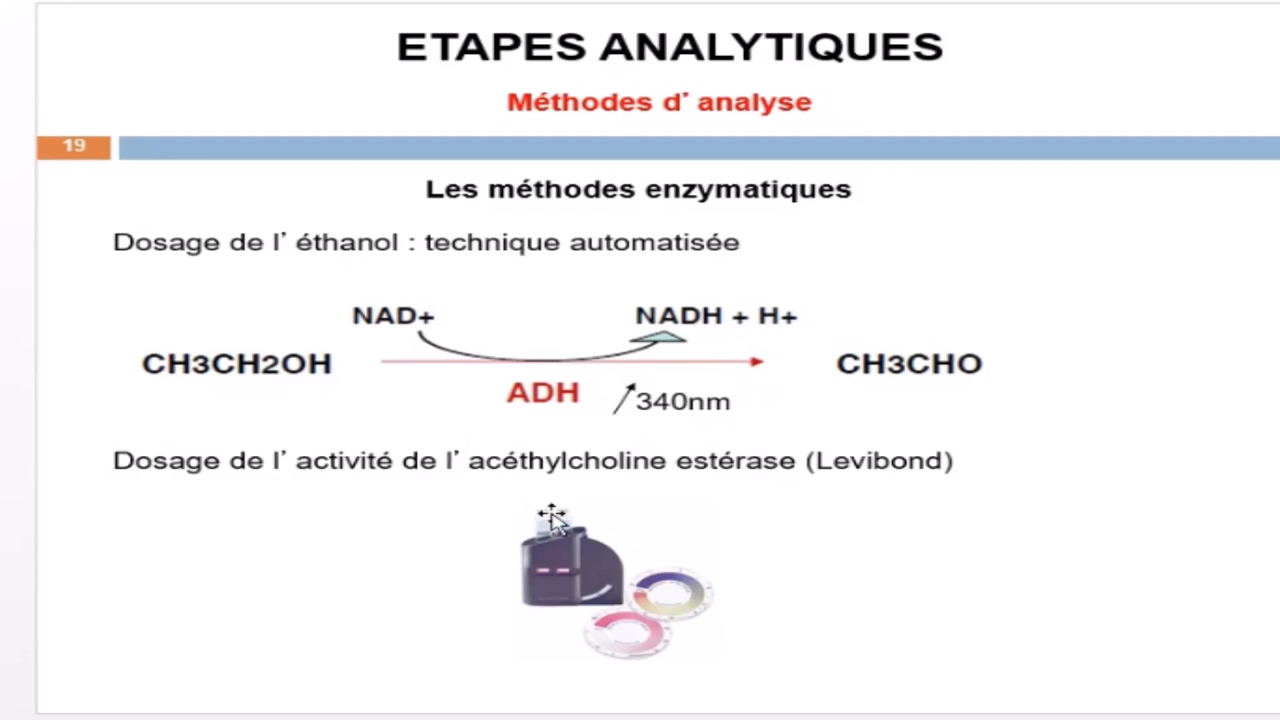 ETAPES ANALYTIQUES
Méthodes d’ analyse
19
Les méthodes enzymatiques
Dosage de l’ éthanol : technique automatisée
NAD+ NADH + H+
CH3CH2OH CH3CHO
ADH 340nm
Dosage de l’ activité de l’ acéthylcholine estérase (Levibond)